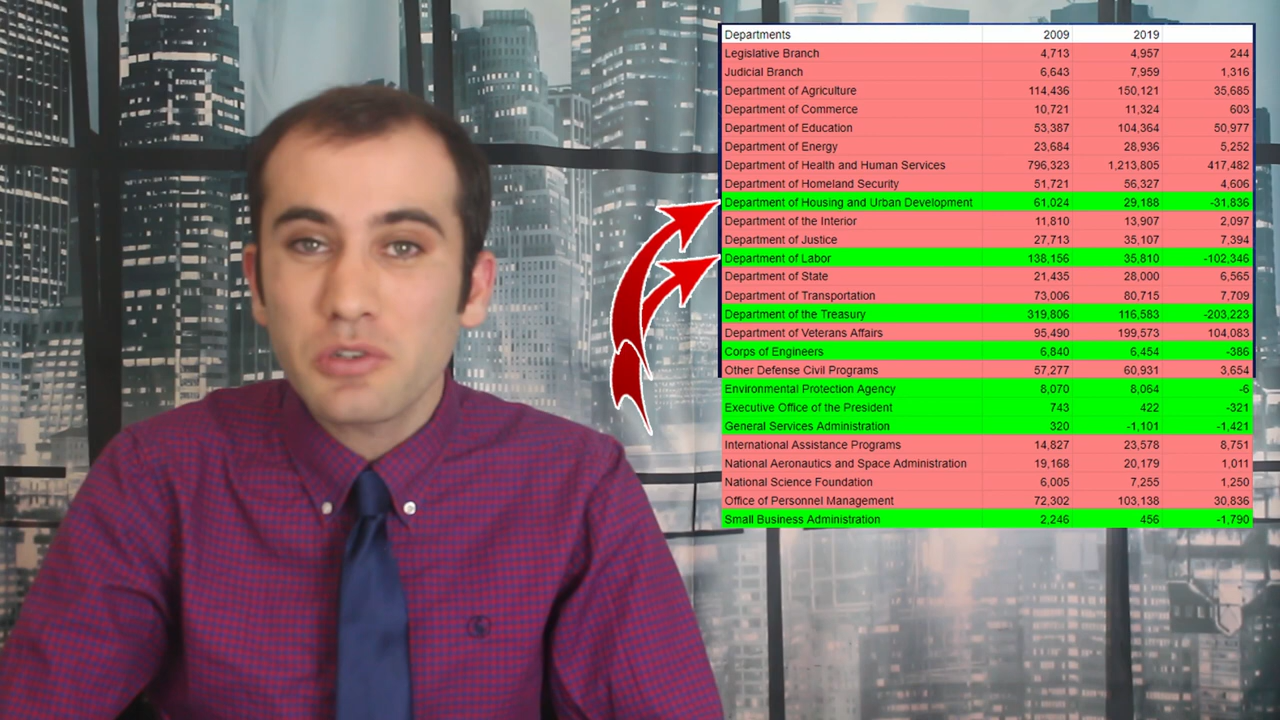 Departments 2009 2019
Legislative Branch 4,713 4,957 244
Judicial Branch 6,643 7,959 1,316
Department of Agriculture 114,436 150,121 35,685
Department of Commerce 10,721 11,324 603
Department of Education 53,387 104,364 50,977
Department of Energy 23,684 28,936 5,252
Department of Health and Human Services 796,323 1,213,805 417,482
Department of Homeland Security 51,721 56,327 4,606
Department of Housing and Urban Development 61,024 29,188 -31,836
Department of the Interior 11,810 13,907 2,097
Department of Justice 27,713 35,107 7,394
Department of Labor 138,156 35,810 -102,346
Department of State 21,435 28,000 6,565
Department of Transportation 73,006 80,715 7,709
Department of the Treasury 319,806 116,583 -203,223
Department of Veterans Affairs 95,490 199,573 104,083
Corps of Engineers 6,840 6,454 -386
Other Defense Civil Programs 57,277 60,931 3,654
Environmental Protection Agency 8,070 8,064 -6
Executive Office of the President 743 422 -321
General Services Administration 320 -1,101 -1,421
International Assistance Programs 14,827 23,578 8,751
National Aeronautics and Space Administration 19,168 20,179 1,011
National Science Foundation 6,005 7,255 1,250
Office of Personnel Management 72,302 103,138 30,836
Small Business Administration 2,246 456 -1,790